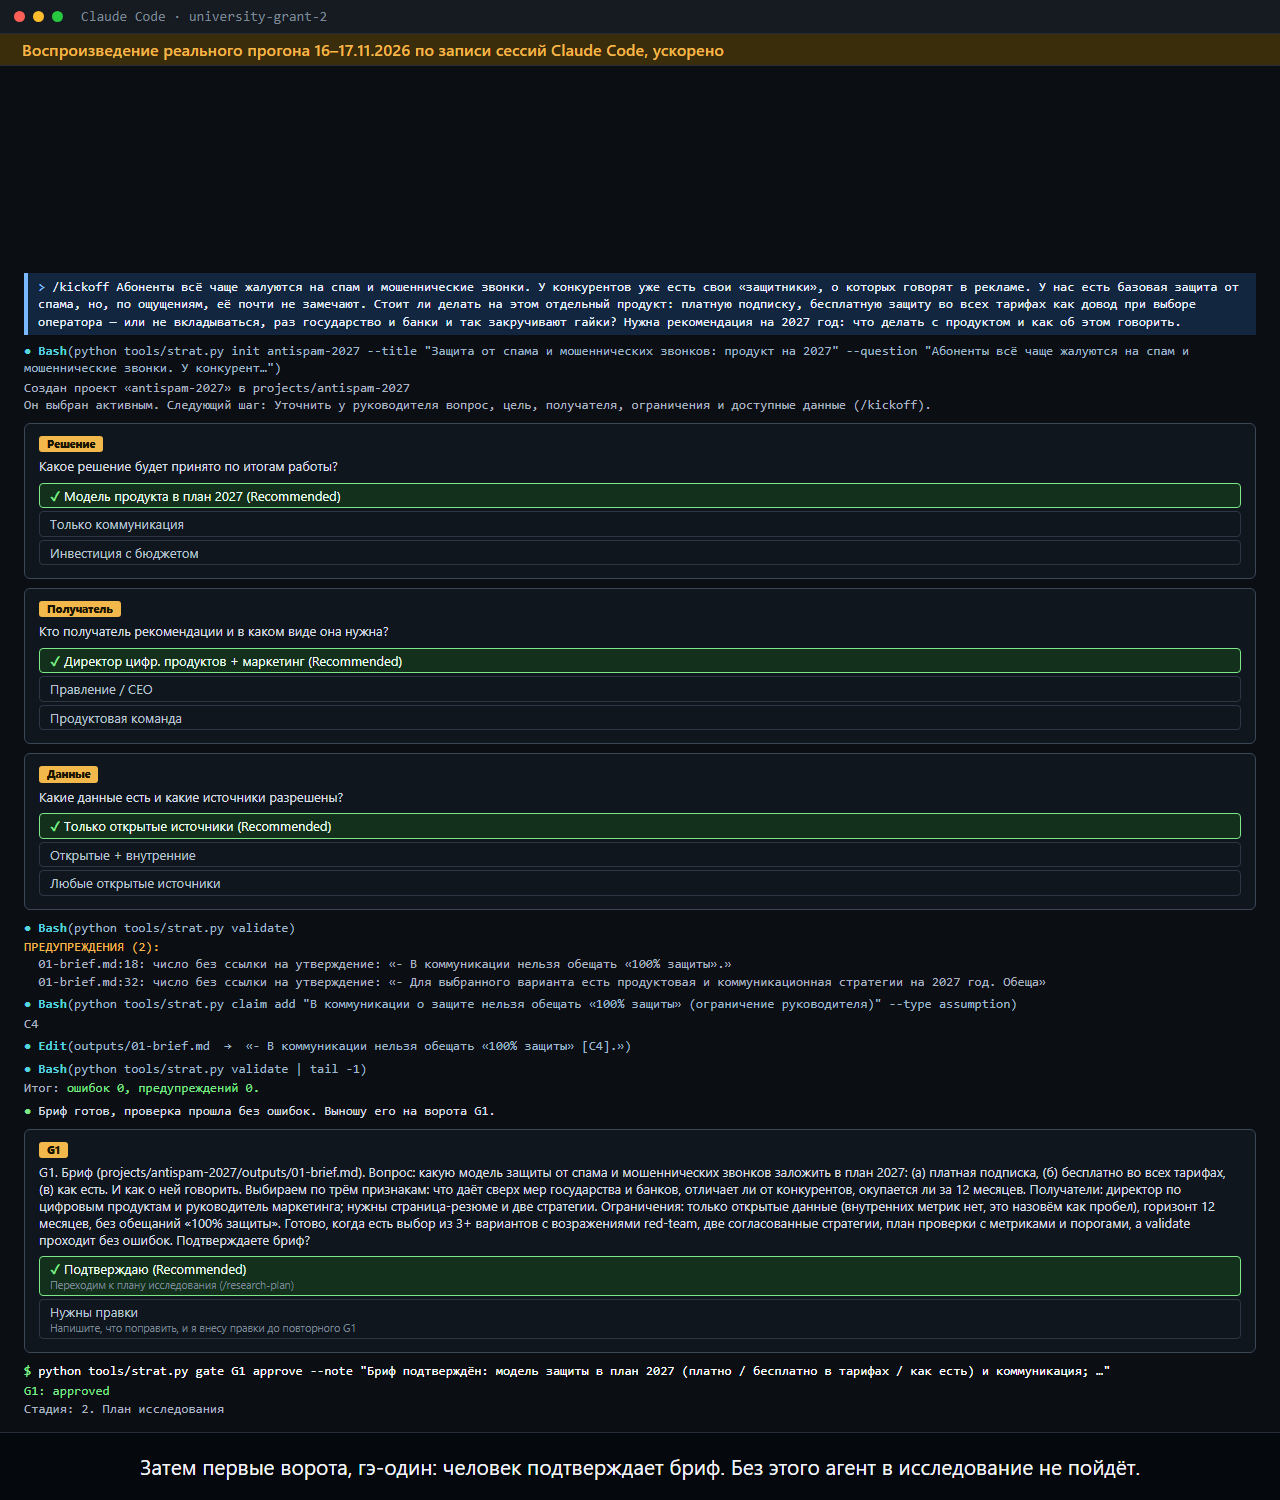 Claude Code · university-grant-2
Воспроизведение реального прогона 16–17.11.2026 по записи сессий Claude Code, ускорено
> /kickoff Абоненты всё чаще жалуются на спам и мошеннические звонки. У конкурентов уже есть свои «защитники», о которых говорят в рекламе. У нас есть базовая защита от
спама, но, по ощущениям, её почти не замечают. Стоит ли делать на этом отдельный продукт: платную подписку, бесплатную защиту во всех тарифах как довод при выборе
оператора — или не вкладываться, раз государство и банки и так закручивают гайки? Нужна рекомендация на 2027 год: что делать с продуктом и как об этом говорить.
● Bash(python tools/strat.py init antispam-2027 --title "Защита от спама и мошеннических звонков: продукт на 2027" --question "Абоненты всё чаще жалуются на спам и
мошеннические звонки. У конкурент…")
Создан проект «antispam-2027» в projects/antispam-2027
Он выбран активным. Следующий шаг: Уточнить у руководителя вопрос, цель, получателя, ограничения и доступные данные (/kickoff).
Решение
Какое решение будет принято по итогам работы?
✓ Модель продукта в план 2027 (Recommended)
Только коммуникация
Инвестиция с бюджетом
Получатель
Кто получатель рекомендации и в каком виде она нужна?
✓ Директор цифр. продуктов + маркетинг (Recommended)
Правление / CEO
Продуктовая команда
Данные
Какие данные есть и какие источники разрешены?
✓ Только открытые источники (Recommended)
Открытые + внутренние
Любые открытые источники
● Bash(python tools/strat.py validate)
ПРЕДУПРЕЖДЕНИЯ (2):
01-brief.md:18: число без ссылки на утверждение: «- В коммуникации нельзя обещать «100% защиты».»
01-brief.md:32: число без ссылки на утверждение: «- Для выбранного варианта есть продуктовая и коммуникационная стратегии на 2027 год. Обеща»
● Bash(python tools/strat.py claim add "В коммуникации о защите нельзя обещать «100% защиты» (ограничение руководителя)" --type assumption)
C4
● Edit(outputs/01-brief.md → «- В коммуникации нельзя обещать «100% защиты» [C4].»)
● Bash(python tools/strat.py validate | tail -1)
Итог: ошибок 0, предупреждений 0.
● Бриф готов, проверка прошла без ошибок. Выношу его на ворота G1.
G1
G1. Бриф (projects/antispam-2027/outputs/01-brief.md). Вопрос: какую модель защиты от спама и мошеннических звонков заложить в план 2027: (а) платная подписка, (б) бесплатно во всех тарифах,
(в) как есть. И как о ней говорить. Выбираем по трём признакам: что даёт сверх мер государства и банков, отличает ли от конкурентов, окупается ли за 12 месяцев. Получатели: директор по
цифровым продуктам и руководитель маркетинга; нужны страница-резюме и две стратегии. Ограничения: только открытые данные (внутренних метрик нет, это назовём как пробел), горизонт 12
месяцев, без обещаний «100% защиты». Готово, когда есть выбор из 3+ вариантов с возражениями red-team, две согласованные стратегии, план проверки с метриками и порогами, а validate
проходит без ошибок. Подтверждаете бриф?
✓ Подтверждаю (Recommended)
Переходим к плану исследования (/research-plan)
Нужны правки
Напишите, что поправить, и я внесу правки до повторного G1
$ python tools/strat.py gate G1 approve --note "Бриф подтверждён: модель защиты в план 2027 (платно / бесплатно в тарифах / как есть) и коммуникация; …"
G1: approved
Стадия: 2. План исследования
Затем первые ворота, гэ-один: человек подтверждает бриф. Без этого агент в исследование не пойдёт.